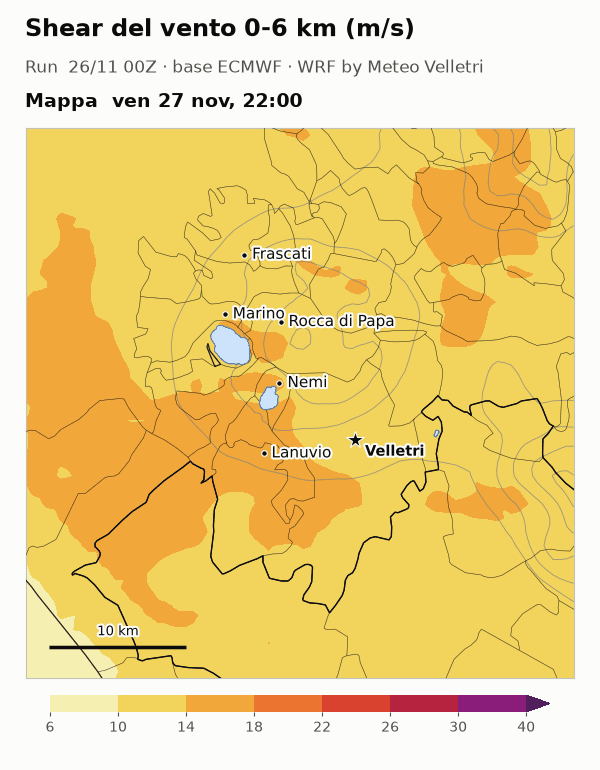 Shear del vento 0-6 km (m/s)
Run  26/11 00Z · base ECMWF · WRF by Meteo Velletri
Mappa  ven 27 nov, 22:00
Frascati
Marino
Rocca di Papa
Nemi
Velletri
Lanuvio
10 km
6 10 14 18 22 26 30 40